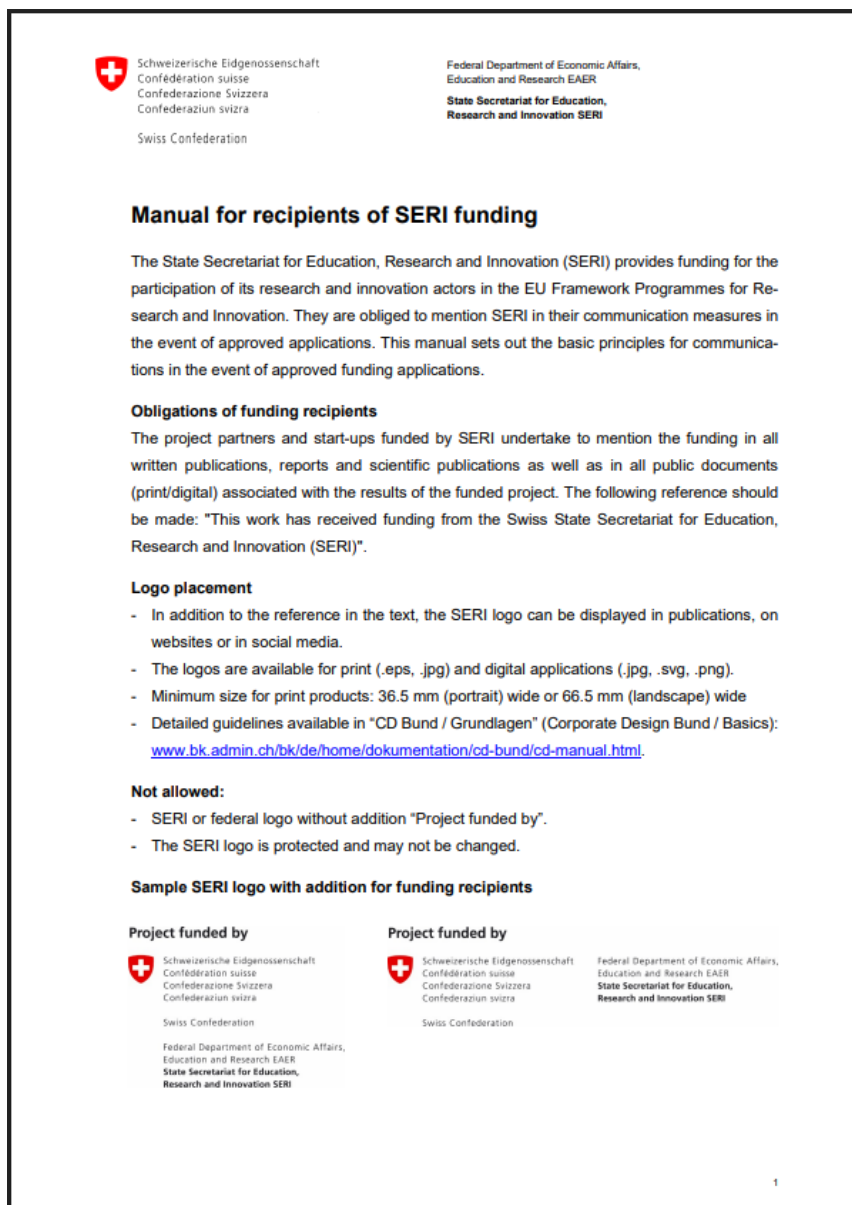 Schweizerische Eidgenossenschaft
Confédération suisse
Confederazione Svizzera
Confederaziun svizra
Swiss Confederation
Federal Department of Economic Affairs,
Education and Research EAER
State Secretariat for Education,
Research and Innovation SERI
Manual for recipients of SERI funding
The State Secretariat for Education, Research and Innovation (SERI) provides funding for the
participation of its research and innovation actors in the EU Framework Programmes for Re-
search and Innovation. They are obliged to mention SERI in their communication measures in
the event of approved applications. This manual sets out the basic principles for communica-
tions in the event of approved funding applications.
Obligations of funding recipients
The project partners and start-ups funded by SERI undertake to mention the funding in all
written publications, reports and scientific publications as well as in all public documents
(print/digital) associated with the results of the funded project. The following reference should
be made: "This work has received funding from the Swiss State Secretariat for Education,
Research and Innovation (SERI)".
Logo placement
- In addition to the reference in the text, the SERI logo can be displayed in publications, on
websites or in social media.
- The logos are available for print (.eps, .jpg) and digital applications (.jpg, .svg, .png).
- Minimum size for print products: 36.5 mm (portrait) wide or 66.5 mm (landscape) wide
- Detailed guidelines available in “CD Bund / Grundlagen” (Corporate Design Bund / Basics):
www.bk.admin.ch/bk/de/home/dokumentation/cd-bund/cd-manual.html.
Not allowed:
- SERI or federal logo without addition “Project funded by”.
- The SERI logo is protected and may not be changed.
Sample SERI logo with addition for funding recipients
Project funded by
Schweizerische Eidgenossenschaft
Confédération suisse
Confederazione Svizzera
Confederaziun svizra
Swiss Confederation
Federal Department of Economic Affairs,
Education and Research EAER
State Secretariat for Education,
Research and Innovation SERI
Project funded by
Schweizerische Eidgenossenschaft
Confédération suisse
Confederazione Svizzera
Confederaziun svizra
Swiss Confederation
Federal Department of Economic Affairs,
Education and Research EAER
State Secretariat for Education,
Research and Innovation SERI
1